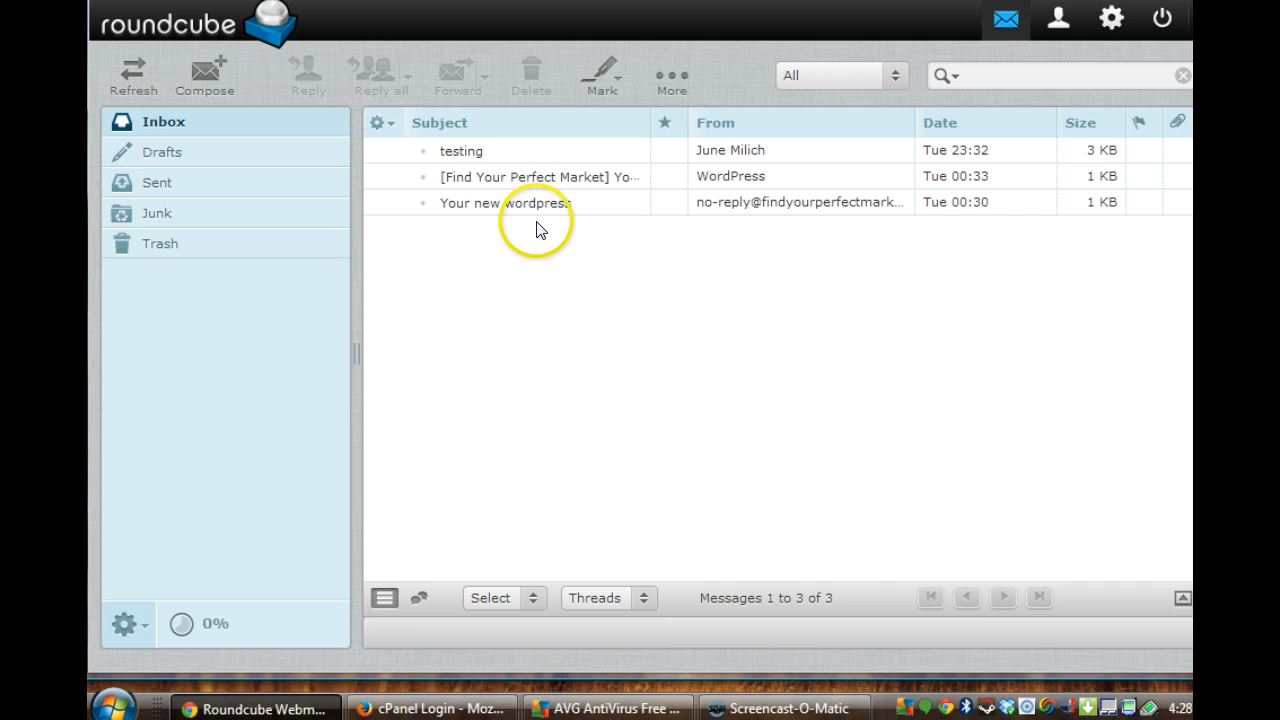 roundcube
Refresh Compose Reply Reply all Forward Delete Mark More All
Inbox
Drafts
Sent
Junk
Trash
Subject From Date Size
testing June Milich Tue 23:32 3 KB
[Find Your Perfect Market] Yo... WordPress Tue 00:33 1 KB
Your new wordpress no-reply@findyourperfectmark... Tue 00:30 1 KB
Select Threads Messages 1 to 3 of 3
0%
Roundcube Webm... cPanel Login - Moz... AVG AntiVirus Free ... Screencast-O-Matic 4:28